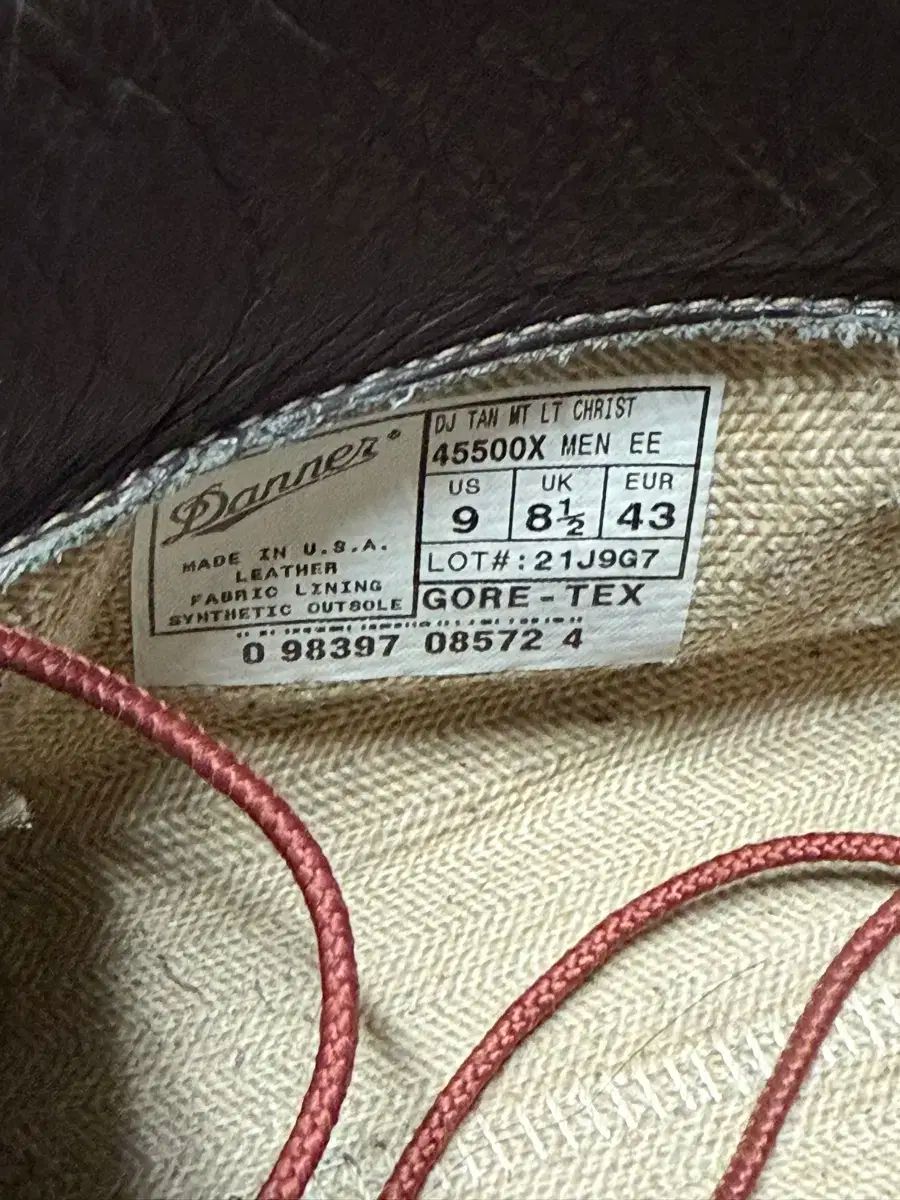 Danner®
MADE IN U.S.A.
LEATHER
FABRIC LINING
SYNTHETIC OUTSOLE
DJ TAN MT LT CHRIST
45500X MEN EE
US UK EUR
9 8½ 43
LOT#:21J9G7
GORE-TEX
0 98397 08572 4